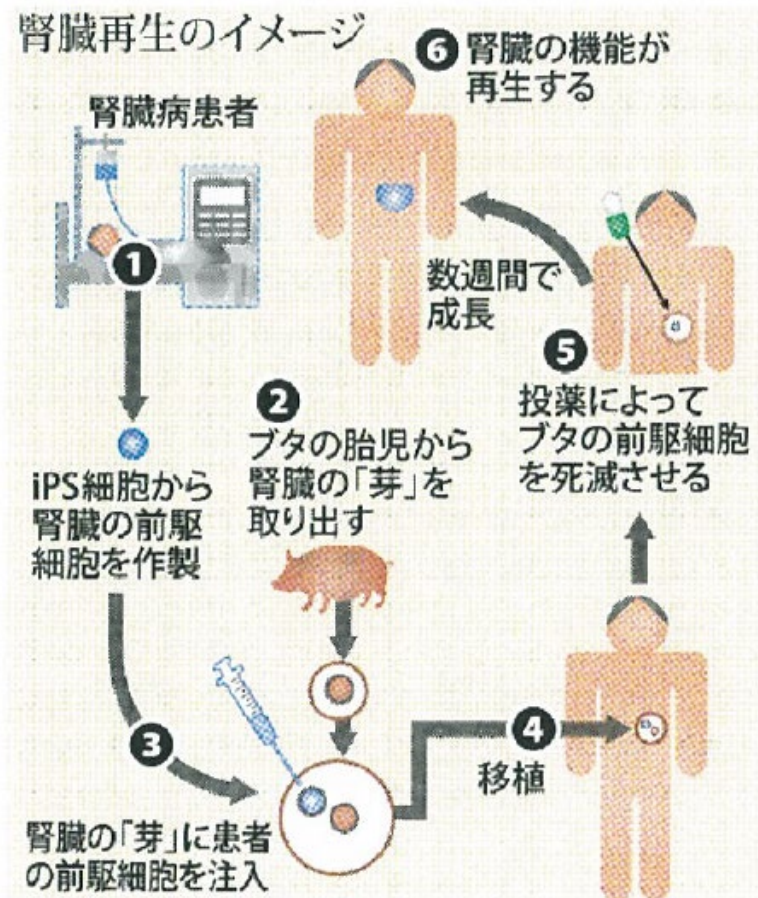 腎臓再生のイメージ
腎臓病患者
❶
iPS細胞から
腎臓の前駆
細胞を作製
❷
ブタの胎児から
腎臓の「芽」を
取り出す
❸
腎臓の「芽」に患者
の前駆細胞を注入
❹
移植
❺
投薬によって
ブタの前駆細胞
を死滅させる
数週間で
成長
❻ 腎臓の機能が
再生する